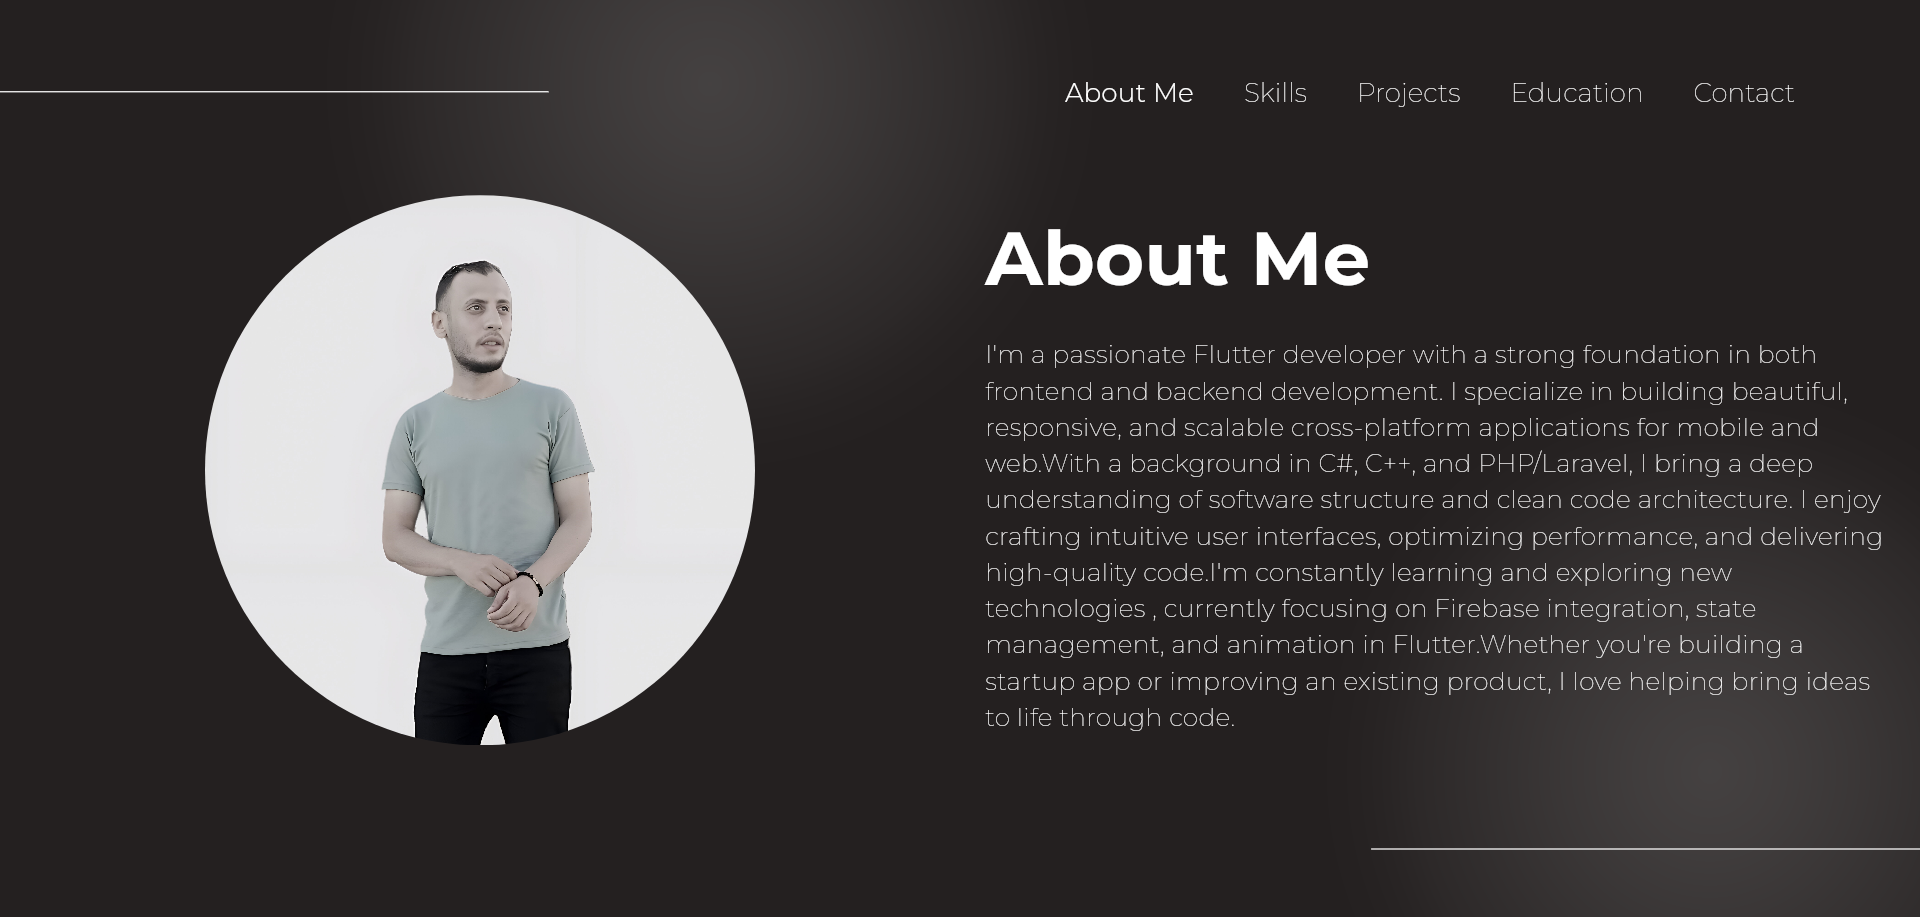 About Me Skills Projects Education Contact
About Me
I'm a passionate Flutter developer with a strong foundation in both
frontend and backend development. I specialize in building beautiful,
responsive, and scalable cross-platform applications for mobile and
web.With a background in C#, C++, and PHP/Laravel, I bring a deep
understanding of software structure and clean code architecture. I enjoy
crafting intuitive user interfaces, optimizing performance, and delivering
high-quality code.I'm constantly learning and exploring new
technologies , currently focusing on Firebase integration, state
management, and animation in Flutter.Whether you're building a
startup app or improving an existing product, I love helping bring ideas
to life through code.